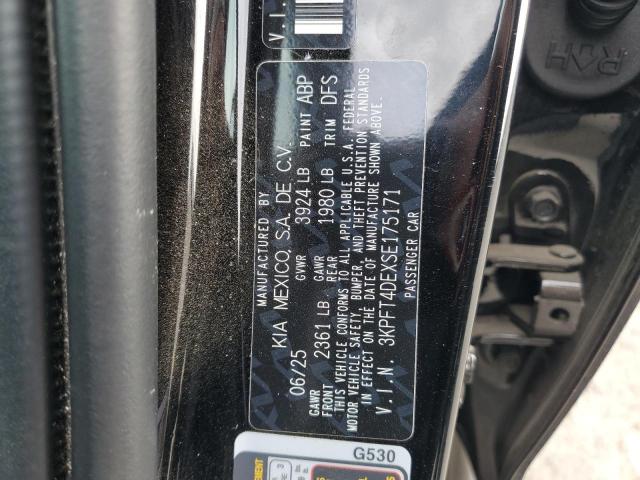 V.I.
MANUFACTURED BY
KIA MEXICO, S.A. DE C.V.
06/25 GVWR 3924 LB PAINT ABP
GAWR FRONT 2361 LB GAWR REAR 1980 LB TRIM DFS
THIS VEHICLE CONFORMS TO ALL APPLICABLE U.S.A. FEDERAL
MOTOR VEHICLE SAFETY, BUMPER, AND THEFT PREVENTION STANDARDS
IN EFFECT ON THE DATE OF MANUFACTURE SHOWN ABOVE.
V.I.N. 3KPFT4DEXSE175171
PASSENGER CAR
G530
RH